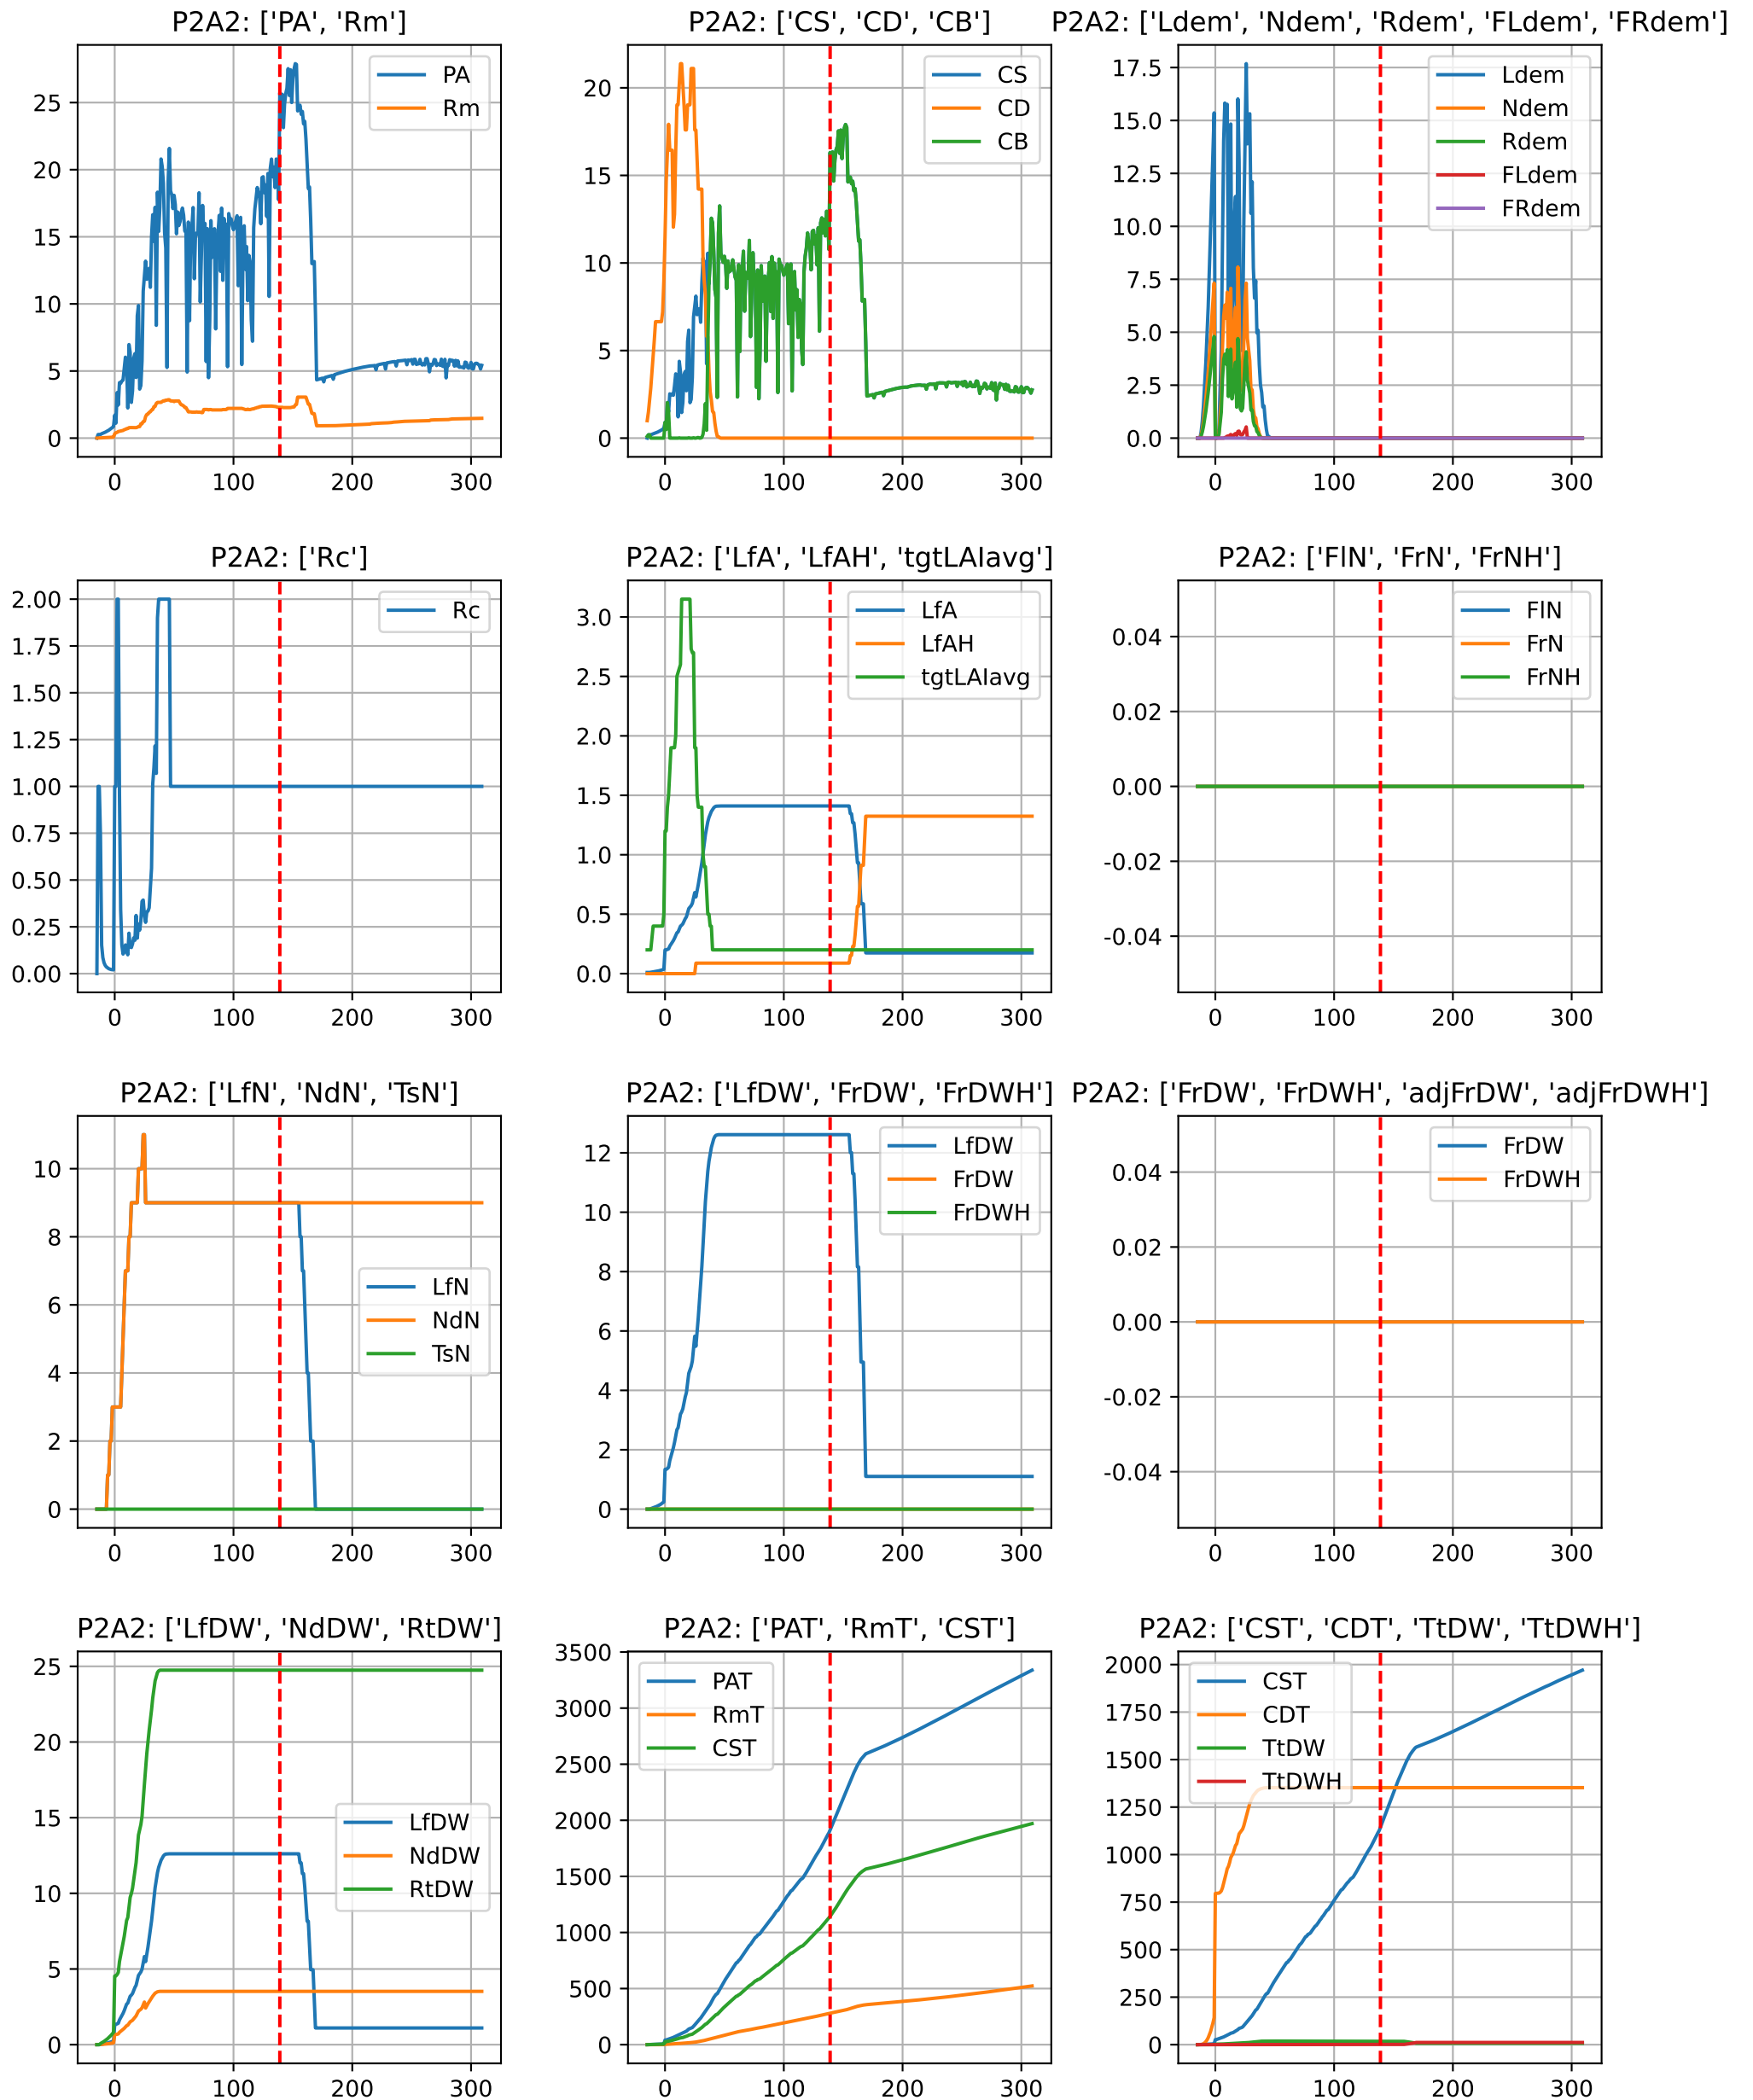 P2A2: ['PA', 'Rm']
PA
Rm
25
20
15
10
5
0
0 100 200 300
P2A2: ['CS', 'CD', 'CB']
CS
CD
CB
20
15
10
5
0
0 100 200 300
P2A2: ['Ldem', 'Ndem', 'Rdem', 'FLdem', 'FRdem']
Ldem
Ndem
Rdem
FLdem
FRdem
17.5
15.0
12.5
10.0
7.5
5.0
2.5
0.0
0 100 200 300
P2A2: ['Rc']
Rc
2.00
1.75
1.50
1.25
1.00
0.75
0.50
0.25
0.00
0 100 200 300
P2A2: ['LfA', 'LfAH', 'tgtLAIavg']
LfA
LfAH
tgtLAIavg
3.0
2.5
2.0
1.5
1.0
0.5
0.0
0 100 200 300
P2A2: ['FlN', 'FrN', 'FrNH']
FlN
FrN
FrNH
0.04
0.02
0.00
-0.02
-0.04
0 100 200 300
P2A2: ['LfN', 'NdN', 'TsN']
LfN
NdN
TsN
10
8
6
4
2
0
0 100 200 300
P2A2: ['LfDW', 'FrDW', 'FrDWH']
LfDW
FrDW
FrDWH
12
10
8
6
4
2
0
0 100 200 300
P2A2: ['FrDW', 'FrDWH', 'adjFrDW', 'adjFrDWH']
FrDW
FrDWH
0.04
0.02
0.00
-0.02
-0.04
0 100 200 300
P2A2: ['LfDW', 'NdDW', 'RtDW']
LfDW
NdDW
RtDW
25
20
15
10
5
0
0 100 200 300
P2A2: ['PAT', 'RmT', 'CST']
PAT
RmT
CST
3500
3000
2500
2000
1500
1000
500
0
0 100 200 300
P2A2: ['CST', 'CDT', 'TtDW', 'TtDWH']
CST
CDT
TtDW
TtDWH
2000
1750
1500
1250
1000
750
500
250
0
0 100 200 300